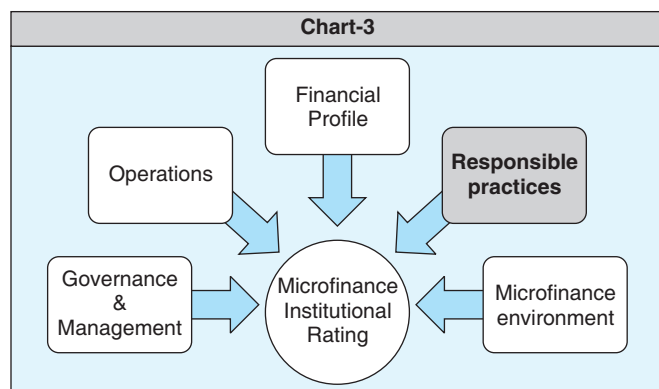 Chart-3
Financial
Profile
Operations
Responsible
practices
Governance
&
Management
Microfinance
Institutional
Rating
Microfinance
environment